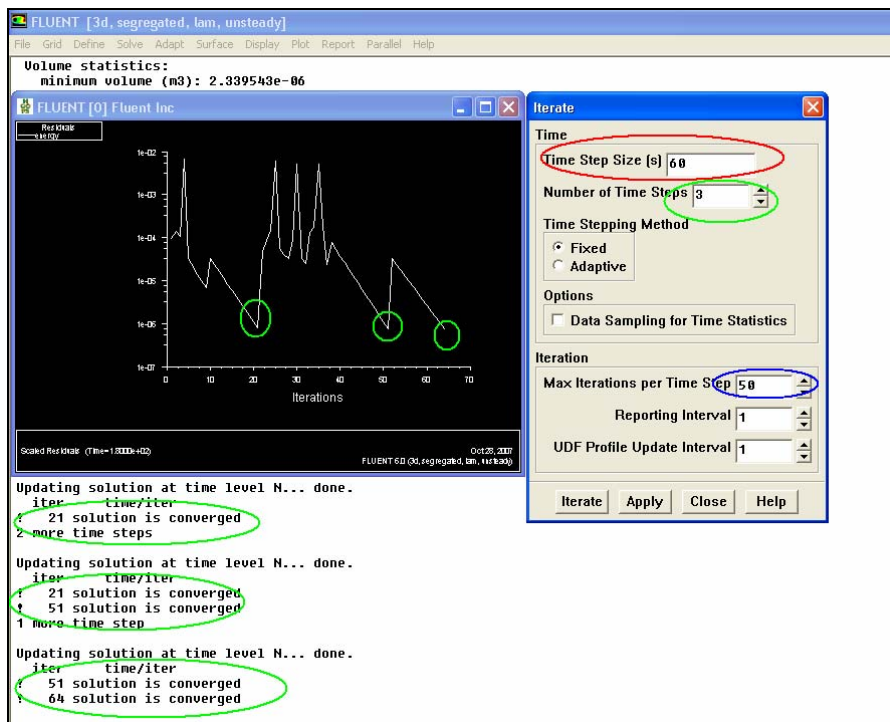 FLUENT [3d, segregated, lam, unsteady]
File Grid Define Solve Adapt Surface Display Plot Report Parallel Help
Volume statistics:
minimum volume (m3): 2.339543e-06
FLUENT [0] Fluent Inc
Residuals
energy
1e-02
1e-03
1e-04
1e-05
1e-06
1e-07
0 10 20 30 40 50 60 70
Iterations
Scaled Residuals (Time=1.8000e+02)
Oct 28, 2007
FLUENT 6.0 (3d, segregated, lam, unsteady)
Iterate
Time
Time Step Size (s) 60
Number of Time Steps 3
Time Stepping Method
Fixed
Adaptive
Options
Data Sampling for Time Statistics
Iteration
Max Iterations per Time Step 50
Reporting Interval 1
UDF Profile Update Interval 1
Iterate Apply Close Help
Updating solution at time level N... done.
iter time/iter
! 21 solution is converged
2 more time steps
Updating solution at time level N... done.
iter time/iter
! 21 solution is converged
! 51 solution is converged
1 more time step
Updating solution at time level N... done.
iter time/iter
! 51 solution is converged
! 64 solution is converged